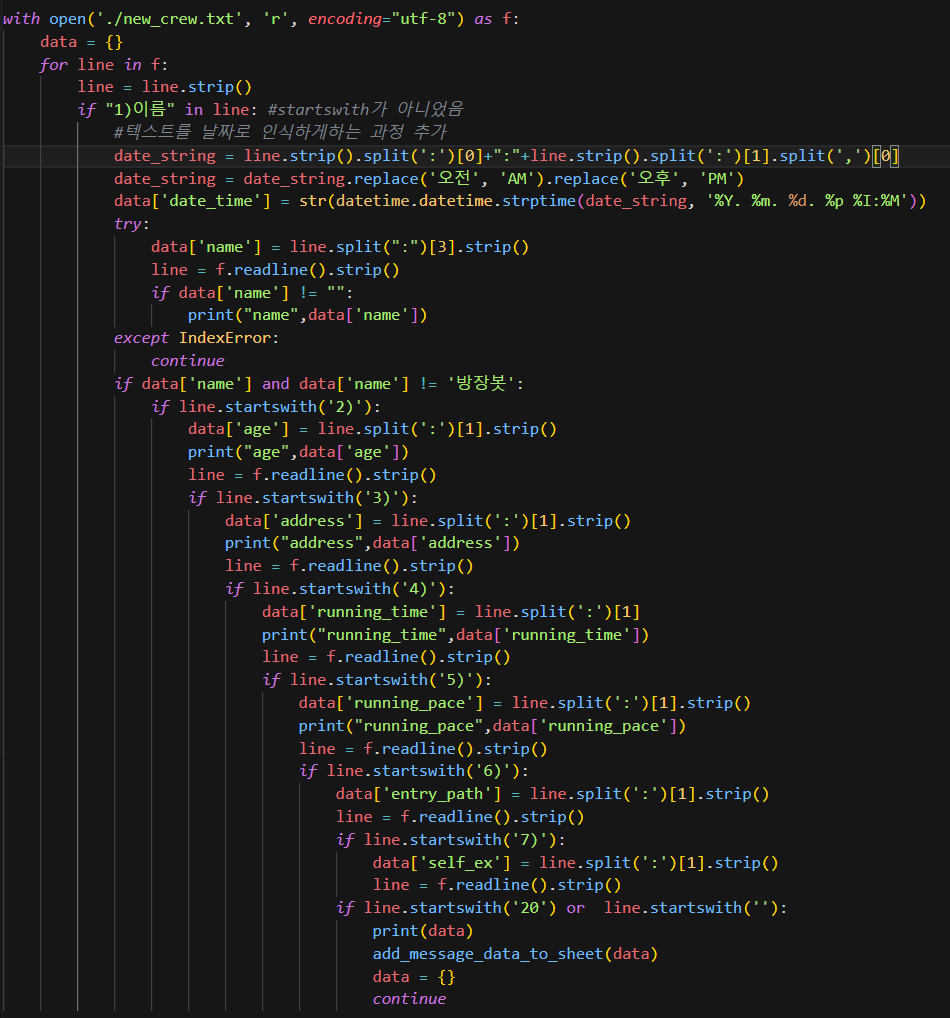 with open('./new_crew.txt', 'r', encoding="utf-8") as f:
    data = {}
    for line in f:
        line = line.strip()
        if "1)이름" in line: #startswith가 아니었음
            #텍스트를 날짜로 인식하게하는 과정 추가
            date_string = line.strip().split(':')[0]+":"+line.strip().split(':')[1].split(',')[0]
            date_string = date_string.replace('오전', 'AM').replace('오후', 'PM')
            data['date_time'] = str(datetime.datetime.strptime(date_string, '%Y. %m. %d. %p %I:%M'))
            try:
                data['name'] = line.split(":")[3].strip()
                line = f.readline().strip()
                if data['name'] != "":
                    print("name",data['name'])
            except IndexError:
                continue
            if data['name'] and data['name'] != '방장봇':
                if line.startswith('2)'):
                    data['age'] = line.split(':')[1].strip()
                    print("age",data['age'])
                    line = f.readline().strip()
                    if line.startswith('3)'):
                        data['address'] = line.split(':')[1].strip()
                        print("address",data['address'])
                        line = f.readline().strip()
                        if line.startswith('4)'):
                            data['running_time'] = line.split(':')[1]
                            print("running_time",data['running_time'])
                            line = f.readline().strip()
                            if line.startswith('5)'):
                                data['running_pace'] = line.split(':')[1].strip()
                                print("running_pace",data['running_pace'])
                                line = f.readline().strip()
                                if line.startswith('6)'):
                                    data['entry_path'] = line.split(':')[1].strip()
                                    line = f.readline().strip()
                                    if line.startswith('7)'):
                                        data['self_ex'] = line.split(':')[1].strip()
                                        line = f.readline().strip()
                                    if line.startswith('20') or  line.startswith(''):
                                        print(data)
                                        add_message_data_to_sheet(data)
                                        data = {}
                                        continue